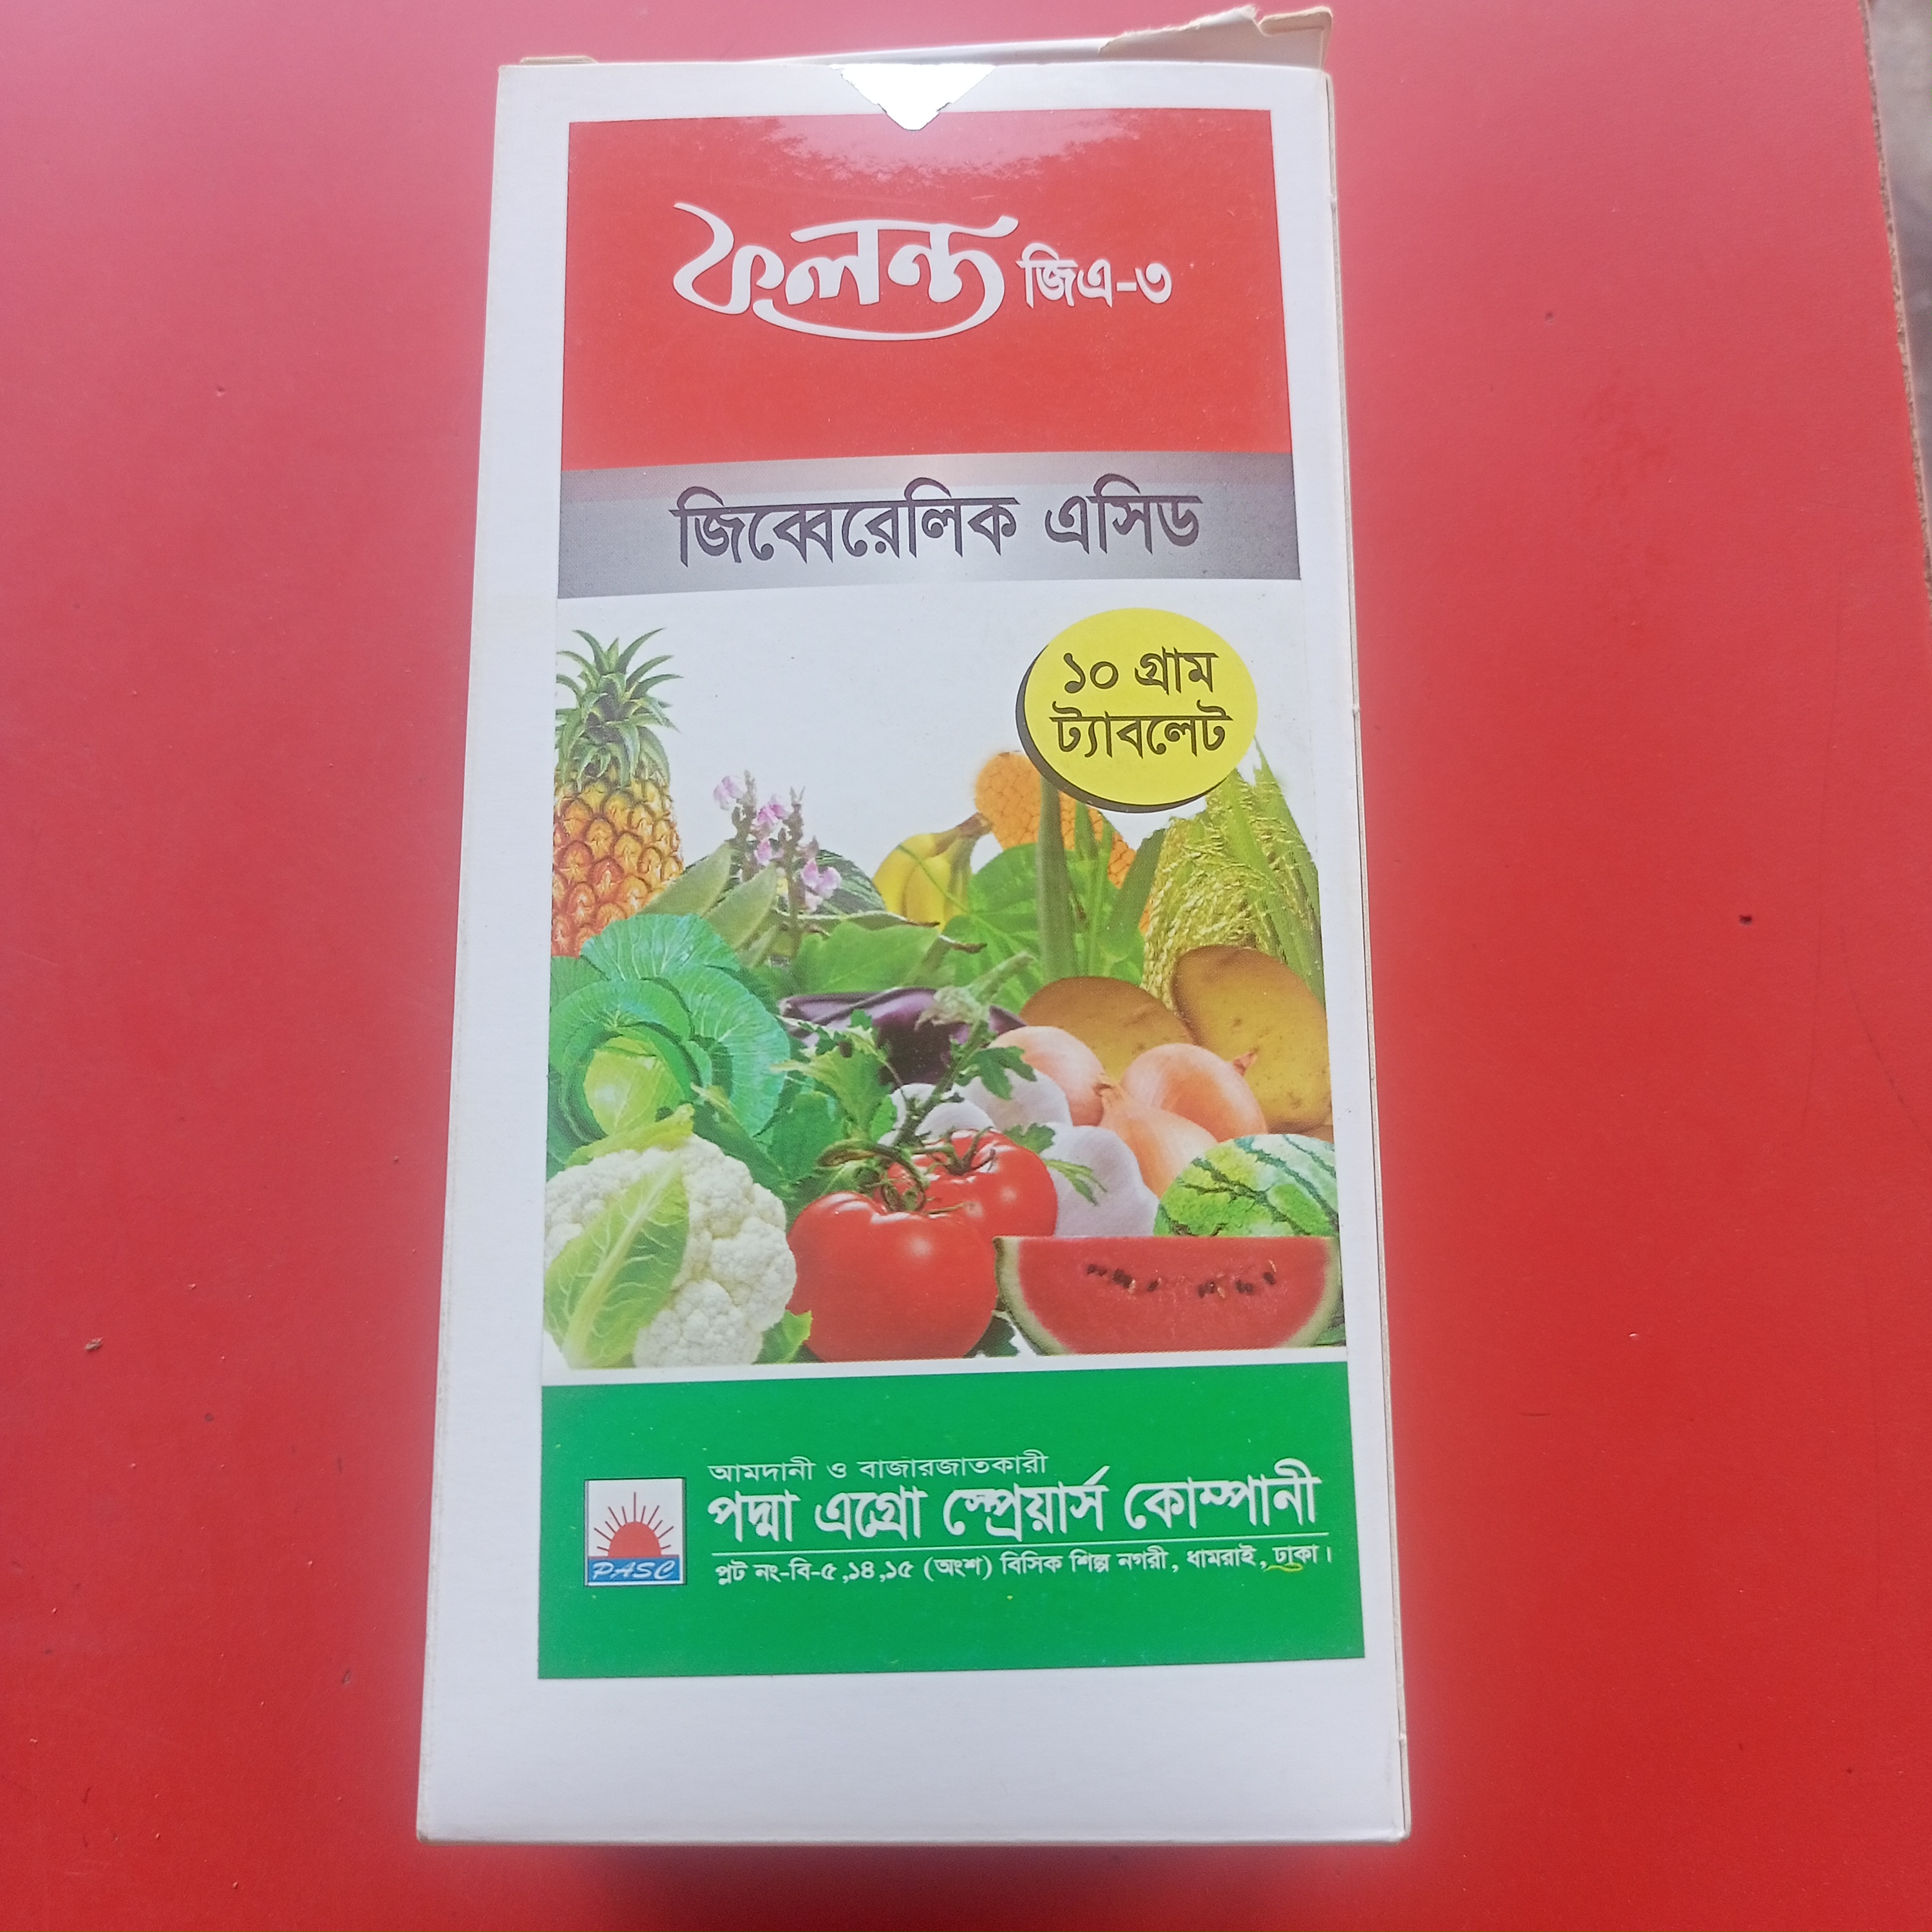 ফলন্ত জিএ-৩
জিব্বেরেলিক এসিড
১০ গ্রাম
ট্যাবলেট
আমদানী ও বাজারজাতকারী
পদ্মা এগ্রো স্প্রেয়ার্স কোম্পানী
প্লট নং-বি-৫,১৪,১৫ (অংশ) বিসিক শিল্প নগরী, ধামরাই, ঢাকা।
PASC